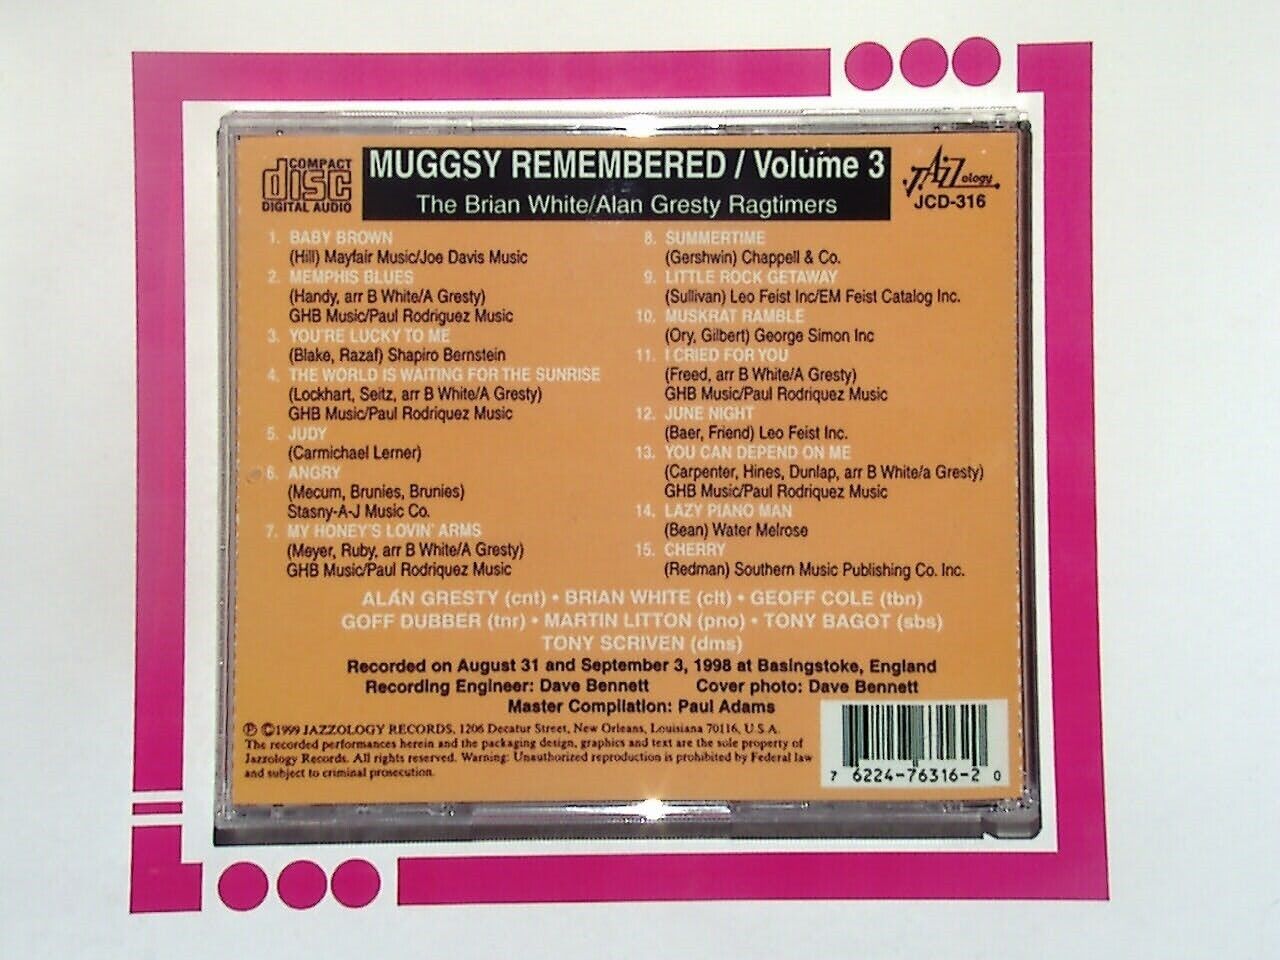 COMPACT
disc
DIGITAL AUDIO
MUGGSY REMEMBERED / Volume 3
The Brian White/Alan Gresty Ragtimers
JAZZology
JCD-316
1. BABY BROWN
(Hill) Mayfair Music/Joe Davis Music
2. MEMPHIS BLUES
(Handy, arr B White/A Gresty)
GHB Music/Paul Rodriguez Music
3. YOU'RE LUCKY TO ME
(Blake, Razaf) Shapiro Bernstein
4. THE WORLD IS WAITING FOR THE SUNRISE
(Lockhart, Seitz, arr B White/A Gresty)
GHB Music/Paul Rodriquez Music
5. JUDY
(Carmichael Lerner)
6. ANGRY
(Mecum, Brunies, Brunies)
Stasny-A-J Music Co.
7. MY HONEY'S LOVIN' ARMS
(Meyer, Ruby, arr B White/A Gresty)
GHB Music/Paul Rodriquez Music
8. SUMMERTIME
(Gershwin) Chappell & Co.
9. LITTLE ROCK GETAWAY
(Sullivan) Leo Feist Inc/EM Feist Catalog Inc.
10. MUSKRAT RAMBLE
(Ory, Gilbert) George Simon Inc
11. I CRIED FOR YOU
(Freed, arr B White/A Gresty)
GHB Music/Paul Rodriquez Music
12. JUNE NIGHT
(Baer, Friend) Leo Feist Inc.
13. YOU CAN DEPEND ON ME
(Carpenter, Hines, Dunlap, arr B White/a Gresty)
GHB Music/Paul Rodriquez Music
14. LAZY PIANO MAN
(Bean) Water Melrose
15. CHERRY
(Redman) Southern Music Publishing Co. Inc.
ALAN GRESTY (cnt) • BRIAN WHITE (clt) • GEOFF COLE (tbn)
GOFF DUBBER (tnr) • MARTIN LITTON (pno) • TONY BAGOT (sbs)
TONY SCRIVEN (dms)
Recorded on August 31 and September 3, 1998 at Basingstoke, England
Recording Engineer: Dave Bennett Cover photo: Dave Bennett
Master Compilation: Paul Adams
℗ ©1999 JAZZOLOGY RECORDS, 1206 Decatur Street, New Orleans, Louisiana 70116, U.S.A.
The recorded performances herein and the packaging design, graphics and text are the sole property of
Jazzology Records. All rights reserved. Warning: Unauthorized reproduction is prohibited by Federal law
and subject to criminal prosecution.
7 6224-76316-2 0